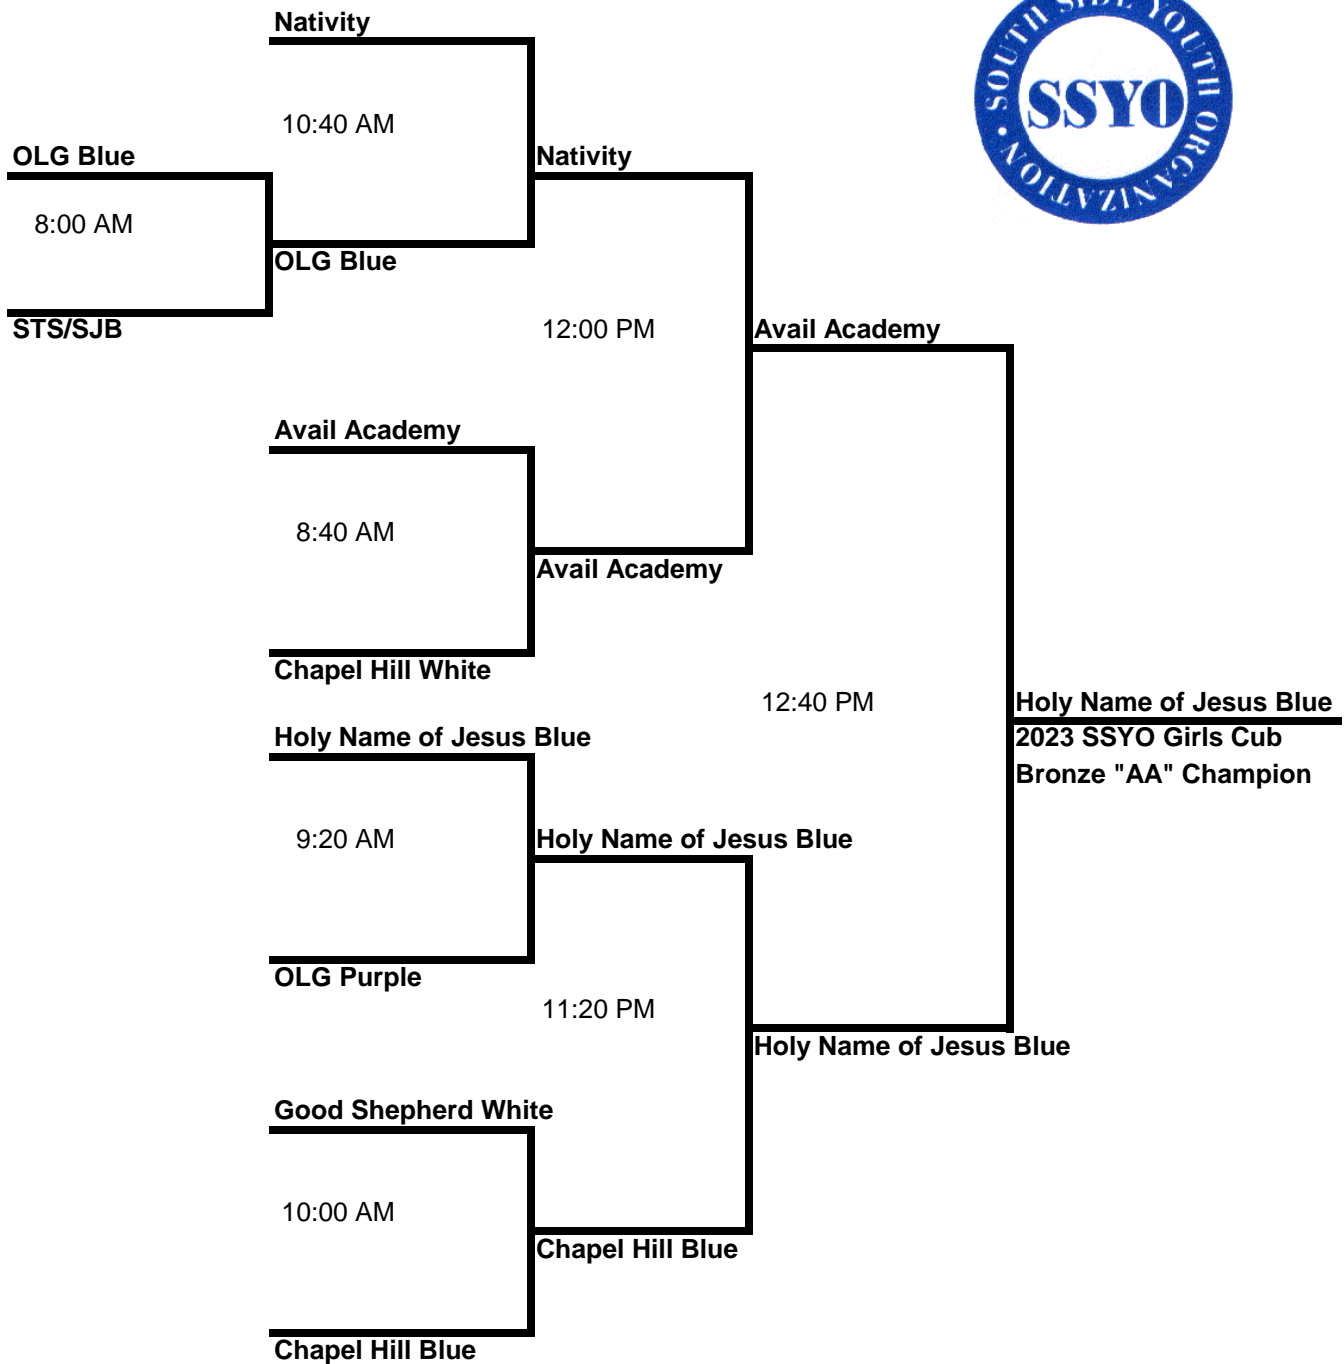 Nativity
SOUTH SIDE YOUTH ORGANIZATION •
SSYO
10:40 AM
OLG Blue
Nativity
8:00 AM
OLG Blue
STS/SJB
12:00 PM
Avail Academy
Avail Academy
8:40 AM
Avail Academy
Chapel Hill White
12:40 PM
Holy Name of Jesus Blue
2023 SSYO Girls Cub
Bronze "AA" Champion
Holy Name of Jesus Blue
9:20 AM
Holy Name of Jesus Blue
OLG Purple
11:20 PM
Holy Name of Jesus Blue
Good Shepherd White
10:00 AM
Chapel Hill Blue
Chapel Hill Blue